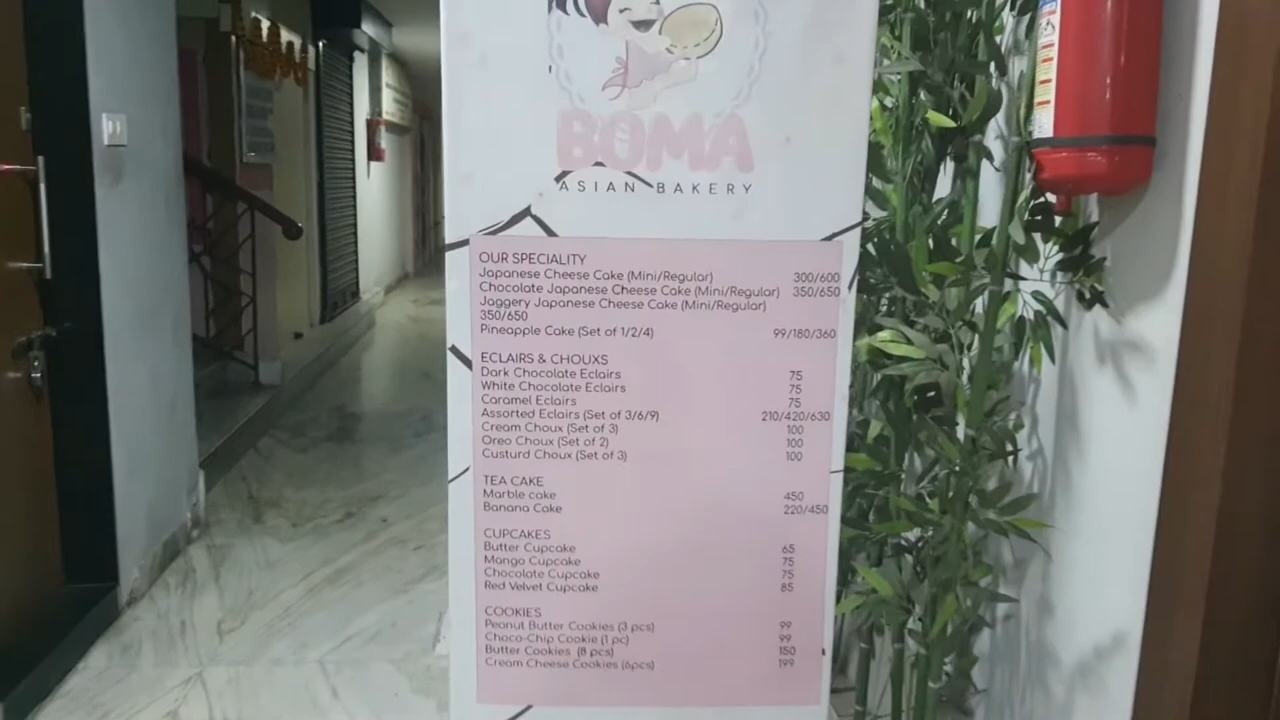 BOMA
ASIAN BAKERY
OUR SPECIALITY
Japanese Cheese Cake (Mini/Regular) 300/600
Chocolate Japanese Cheese Cake (Mini/Regular) 350/650
Jaggery Japanese Cheese Cake (Mini/Regular)
350/650
Pineapple Cake (Set of 1/2/4) 99/180/360
ECLAIRS & CHOUXS
Dark Chocolate Eclairs 75
White Chocolate Eclairs 75
Caramel Eclairs 75
Assorted Eclairs (Set of 3/6/9) 210/420/630
Cream Choux (Set of 3) 100
Oreo Choux (Set of 2) 100
Custurd Choux (Set of 3) 100
TEA CAKE
Marble cake 450
Banana Cake 220/450
CUPCAKES
Butter Cupcake 65
Mango Cupcake 75
Chocolate Cupcake 75
Red Velvet Cupcake 85
COOKIES
Peanut Butter Cookies (3 pcs) 99
Choco-Chip Cookie (1 pc) 99
Butter Cookies (8 pcs) 150
Cream Cheese Cookies (6pcs) 199